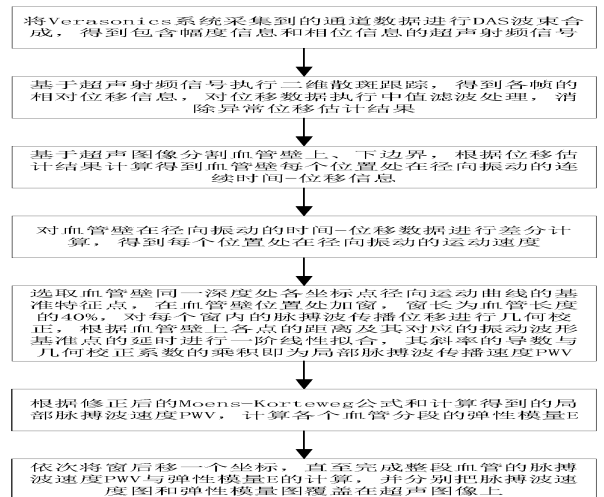 将Verasonics系统采集到的通道数据进行DAS波束合
成，得到包含幅度信息和相位信息的超声射频信号
基于超声射频信号执行二维散斑跟踪，得到各帧的
相对位移信息，对位移数据执行中值滤波处理，消
除异常位移估计结果
基于超声图像分割血管壁上、下边界，根据位移估
计结果计算得到血管壁每个位置处在径向振动的连
续时间-位移信息
对血管壁在径向振动的时间-位移数据进行差分计
算，得到每个位置处在径向振动的运动速度
选取血管壁同一深度处各坐标点径向运动曲线的基
准特征点，在血管壁位置处加窗，窗长为血管长度
的40%，对每个窗内的脉搏波传播位移进行几何校
正，根据血管壁上各点的距离及其对应的振动波形
基准点的延时进行一阶线性拟合，其斜率的导数与
几何校正系数的乘积即为局部脉搏波传播速度PWV
根据修正后的Moens-Korteweg公式和计算得到的局
部脉搏波速度PWV，计算各个血管分段的弹性模量E
依次将窗后移一个坐标，直至完成整段血管的脉搏
波速度PWV与弹性模量E的计算，并分别把脉搏波速
度图和弹性模量图覆盖在超声图像上